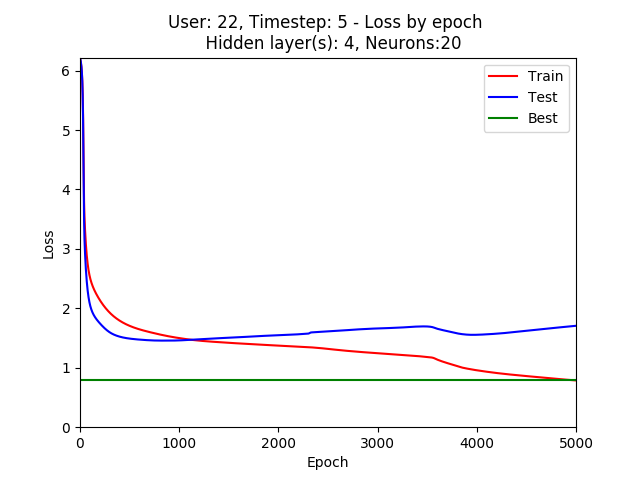 User: 22, Timestep: 5 - Loss by epoch
Hidden layer(s): 4, Neurons:20
6
5
4
3
2
1
0
Loss
Train
Test
Best
0 1000 2000 3000 4000 5000
Epoch